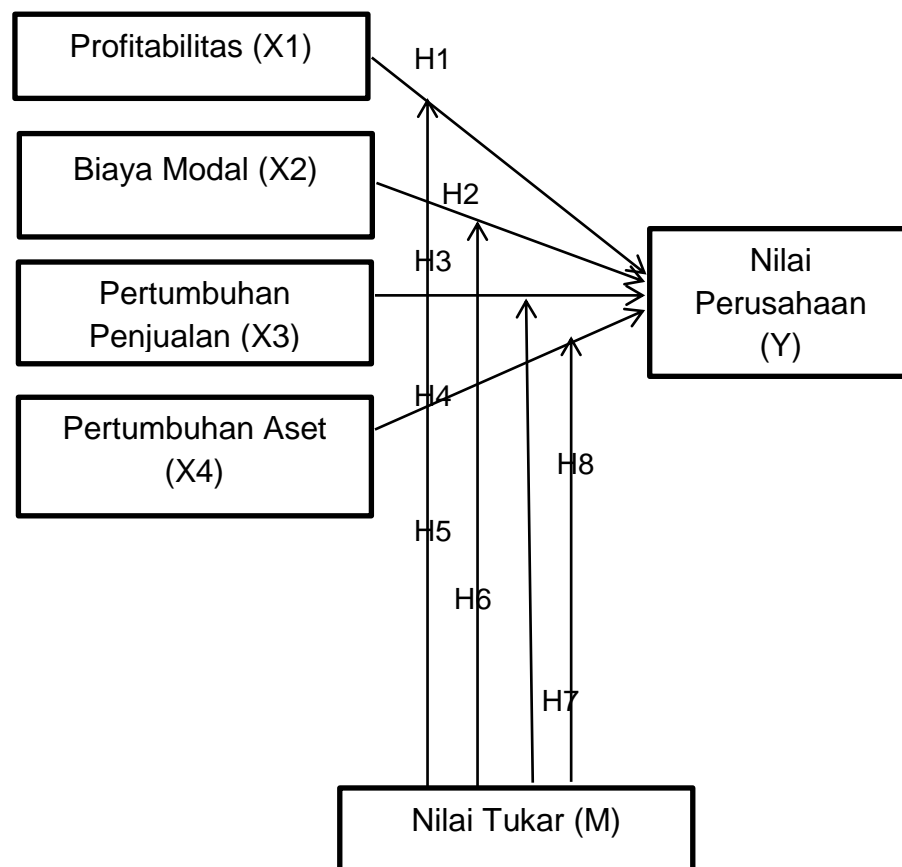 Profitabilitas (X1)
H1
Biaya Modal (X2)
H2
H3
Pertumbuhan
Penjualan (X3)
Nilai
Perusahaan
(Y)
H4
Pertumbuhan Aset
(X4)
H8
H5
H6
H7
Nilai Tukar (M)